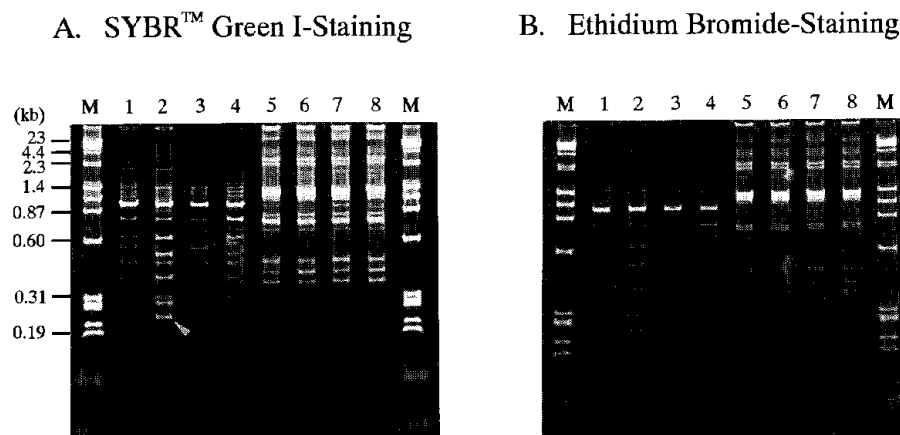 A. SYBR™ Green I-Staining
B. Ethidium Bromide-Staining
(kb) M 1 2 3 4 5 6 7 8 M
M 1 2 3 4 5 6 7 8 M
23
4.4
2.3
1.4
0.87
0.60
0.31
0.19